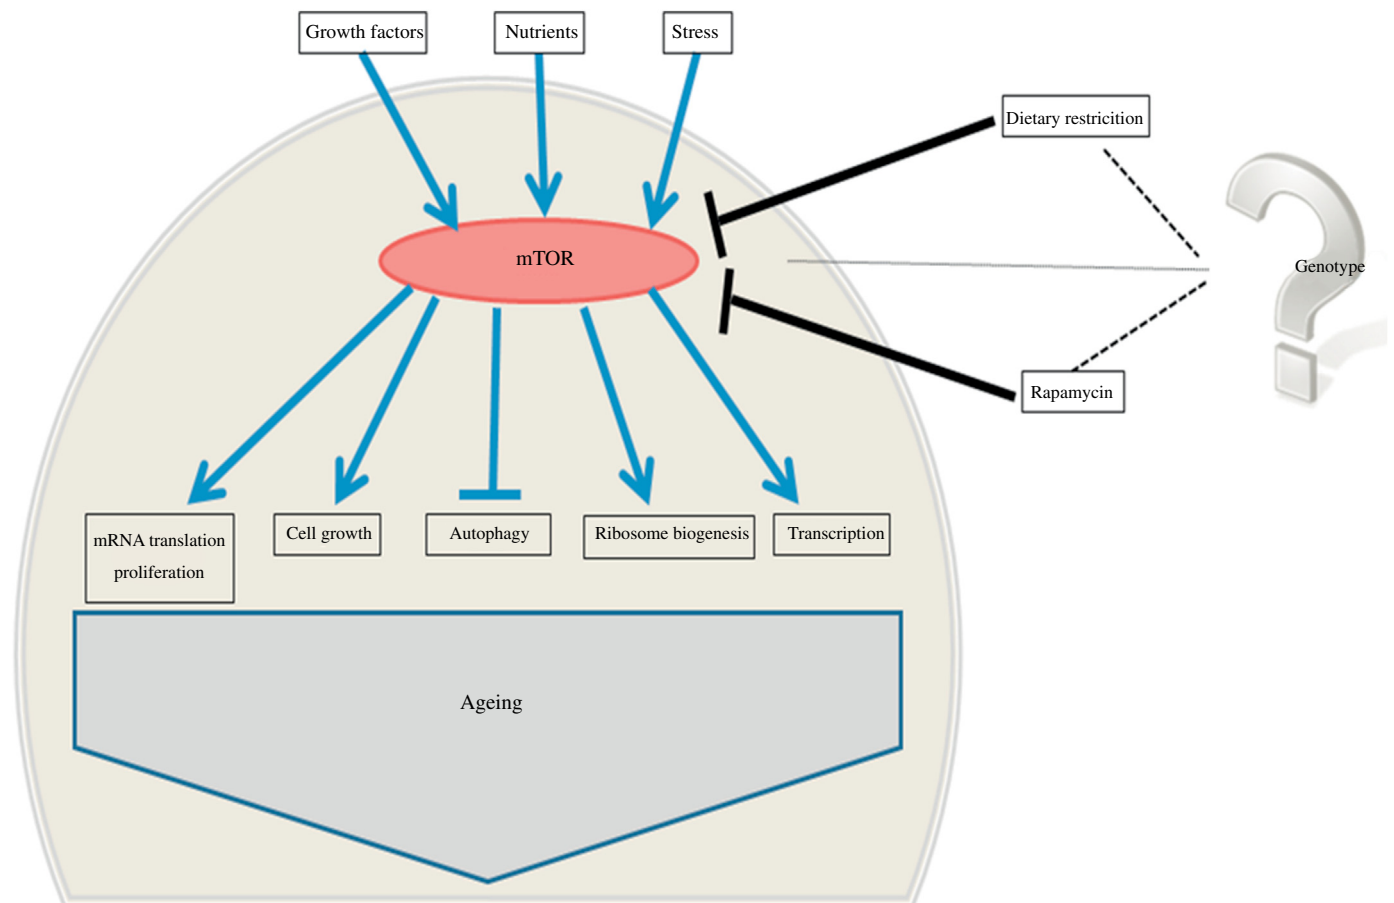 Growth factors
Nutrients
Stress
Dietary restricition
mTOR
Genotype
Rapamycin
mRNA translation
proliferation
Cell growth
Autophagy
Ribosome biogenesis
Transcription
Ageing